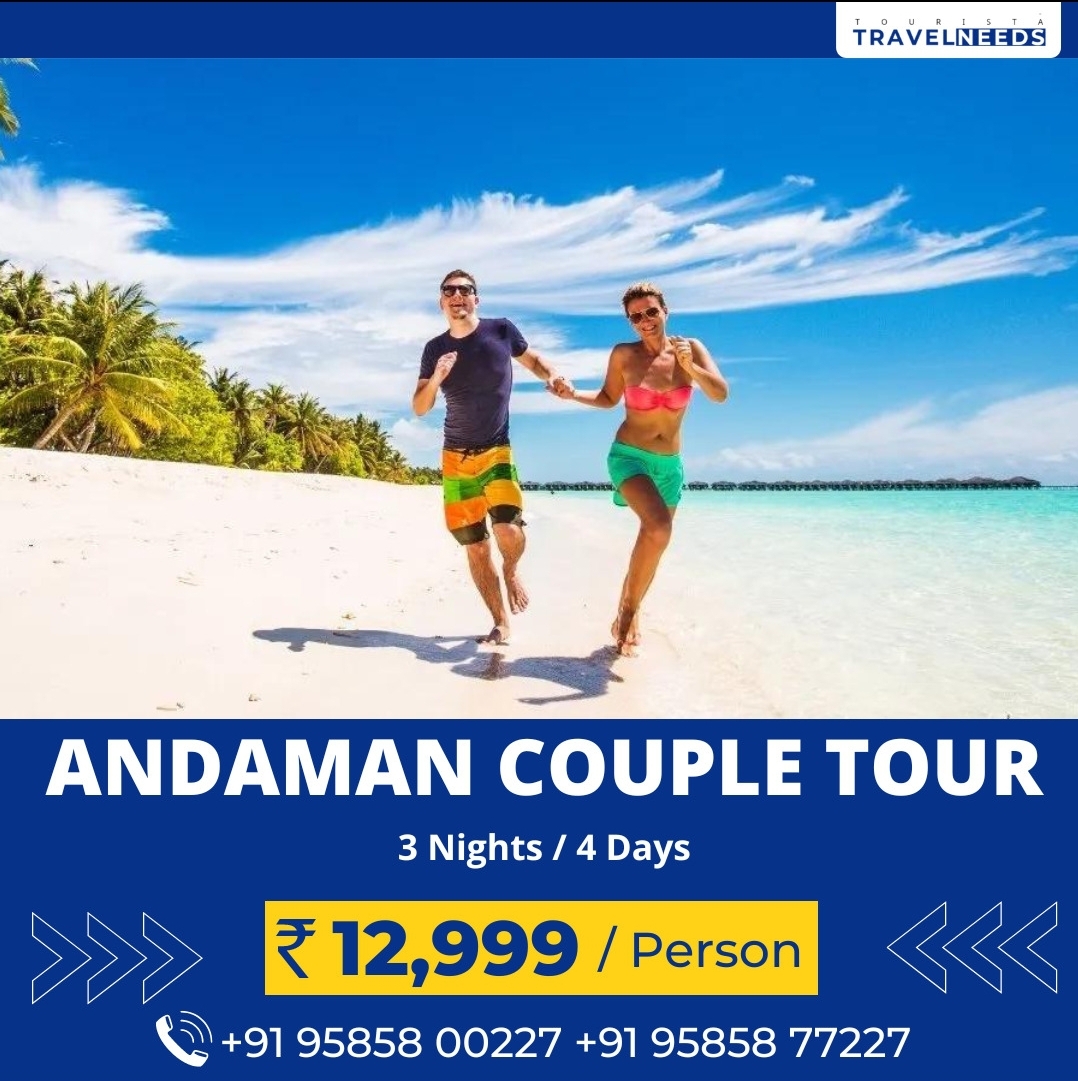 TOURISTA
TRAVELNEEDS
ANDAMAN COUPLE TOUR
3 Nights / 4 Days
₹ 12,999 / Person
+91 95858 00227 +91 95858 77227